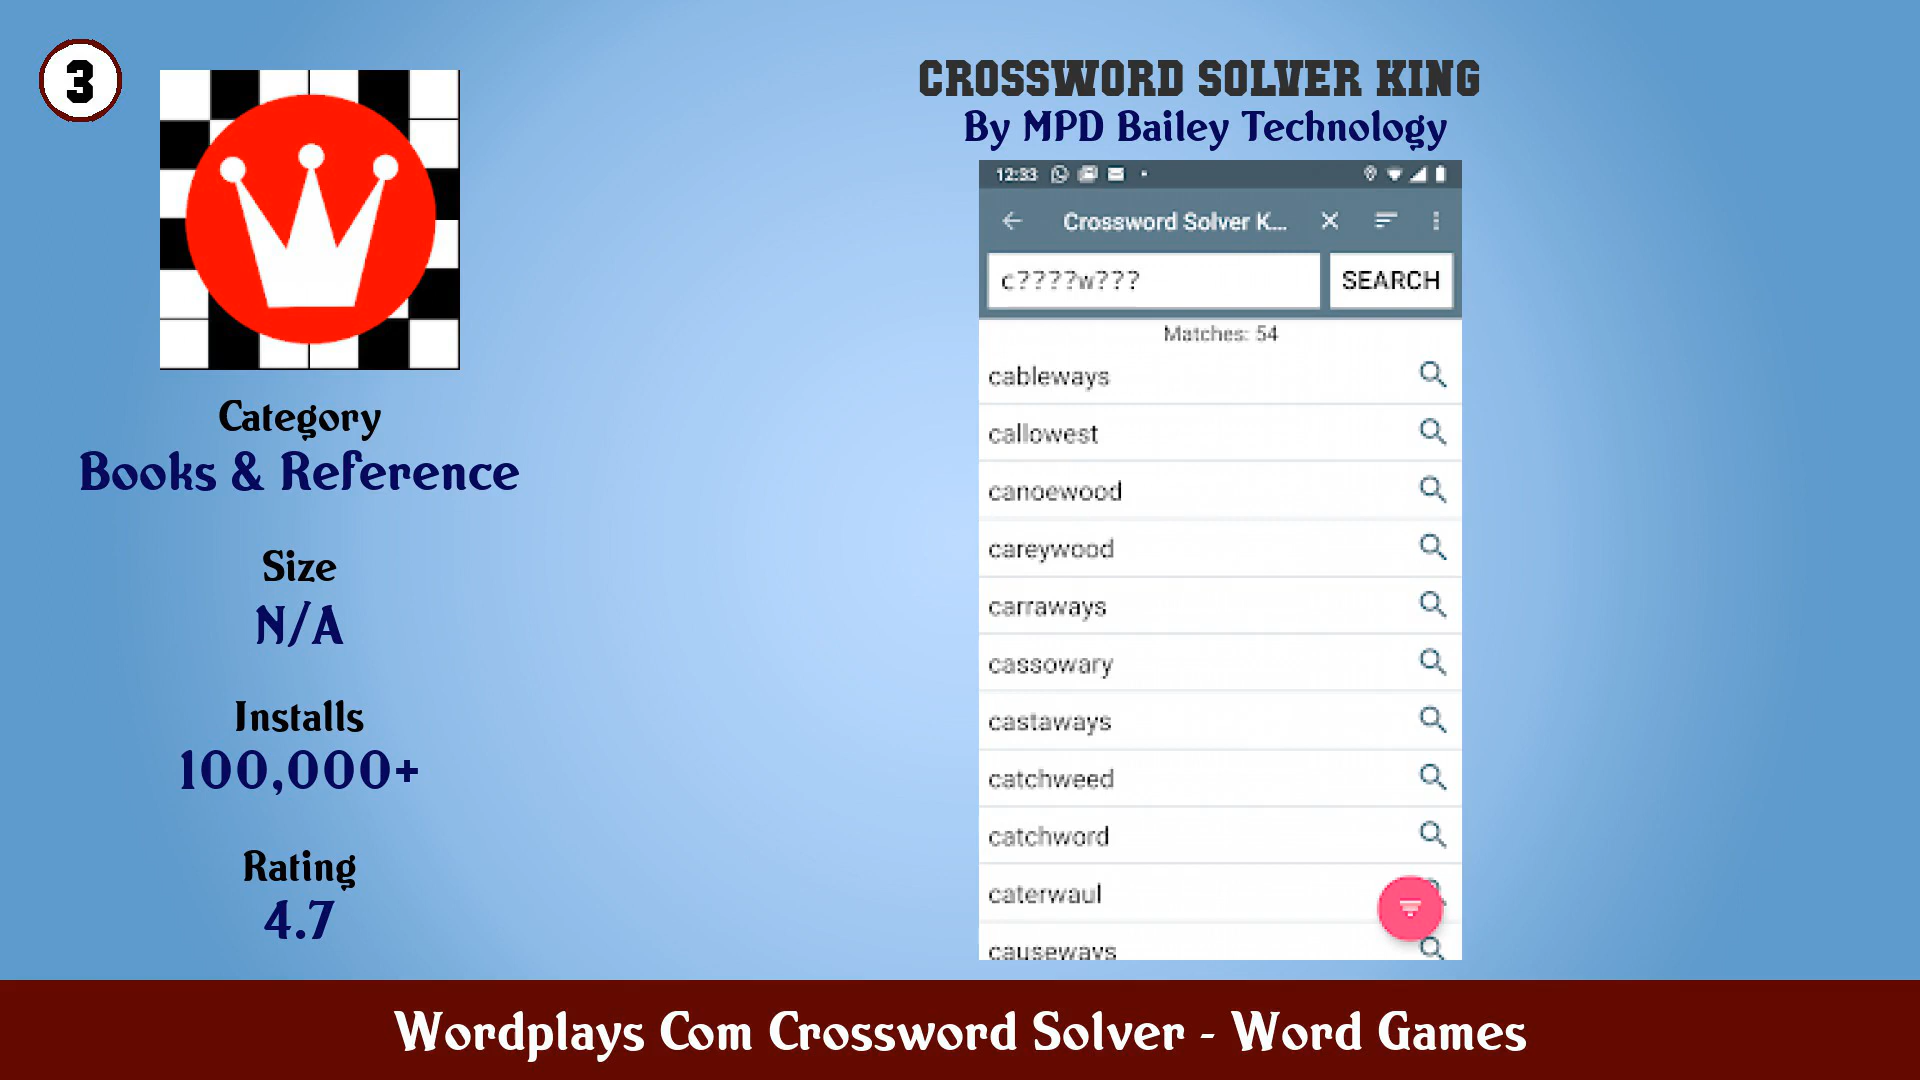 3
CROSSWORD SOLVER KING
By MPD Bailey Technology
Category
Books & Reference
Size
N/A
Installs
100,000+
Rating
4.7
12:33
Crossword Solver K...
c????w???
SEARCH
Matches: 54
cableways
callowest
canoewood
careywood
carraways
cassowary
castaways
catchweed
catchword
caterwaul
causeways
Wordplays Com Crossword Solver - Word Games